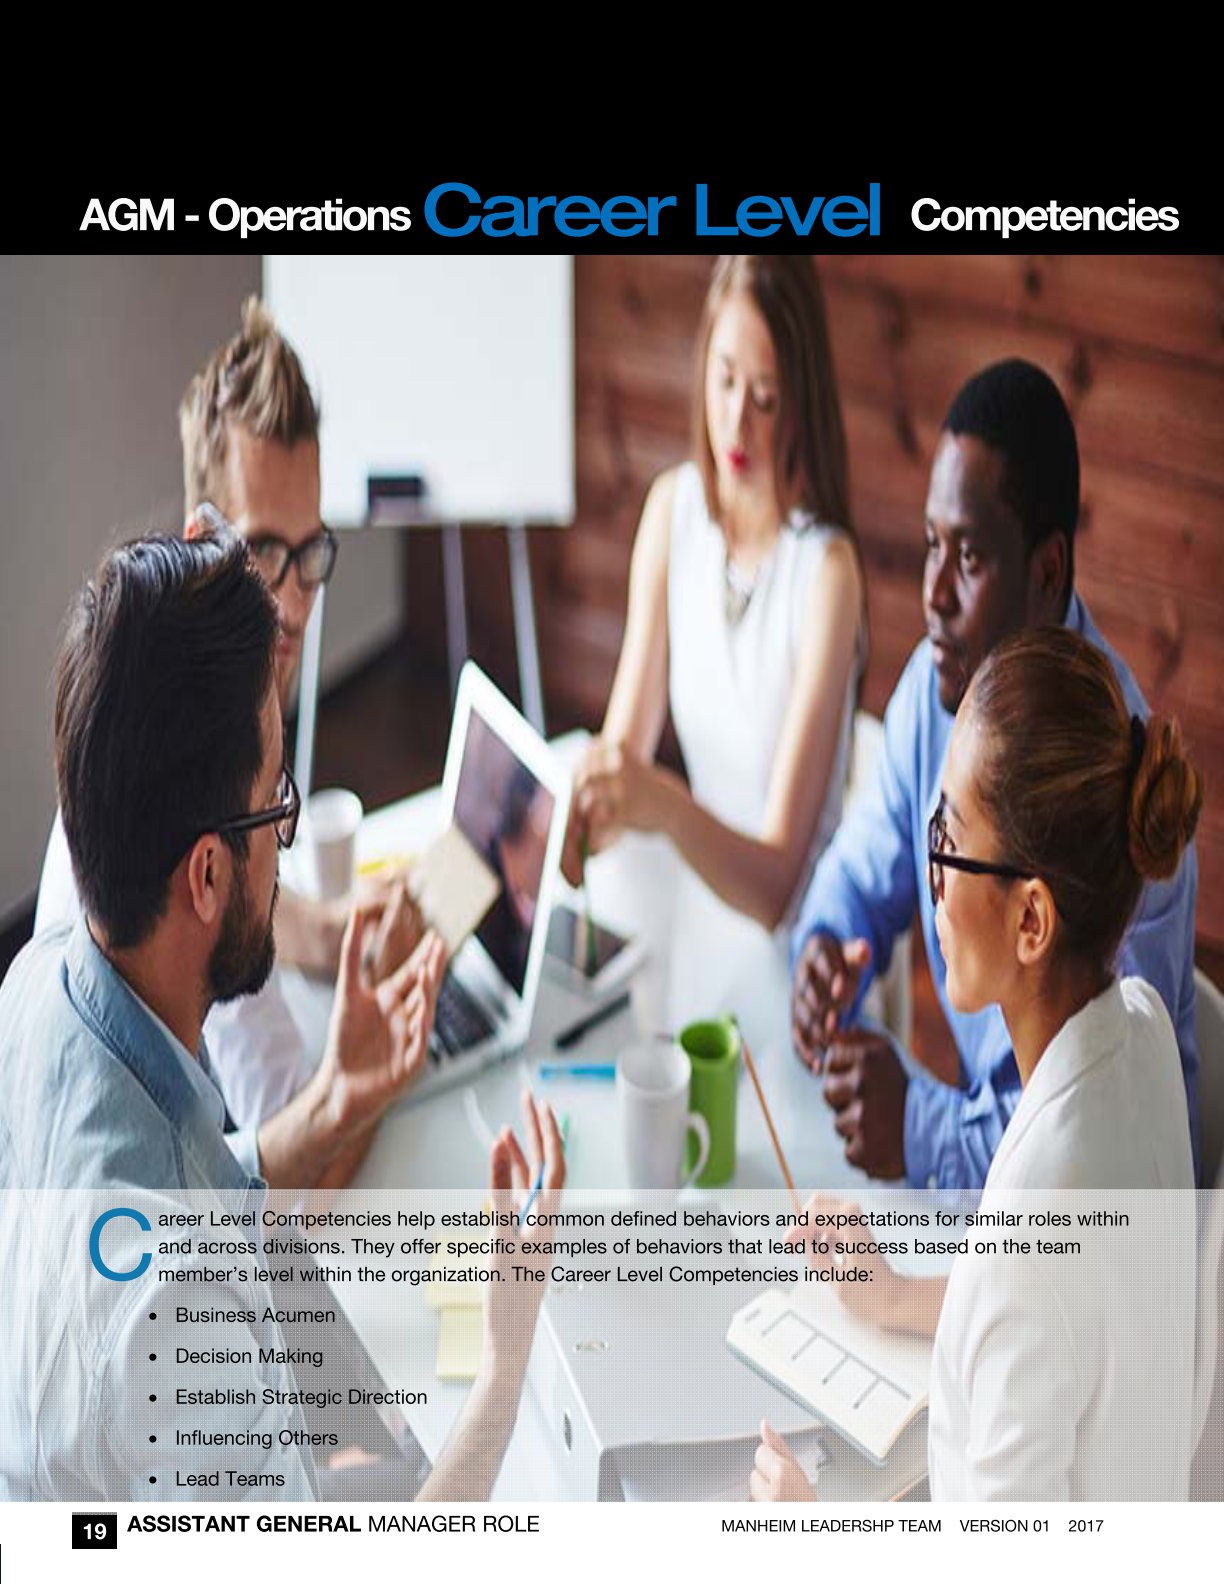 AGM - Operations Career Level Competencies
Career Level Competencies help establish common defined behaviors and expectations for similar roles within
and across divisions. They offer specific examples of behaviors that lead to success based on the team
member's level within the organization. The Career Level Competencies include:
• Business Acumen
• Decision Making
• Establish Strategic Direction
• Influencing Others
• Lead Teams
19 ASSISTANT GENERAL MANAGER ROLE MANHEIM LEADERSHP TEAM VERSION 01 2017